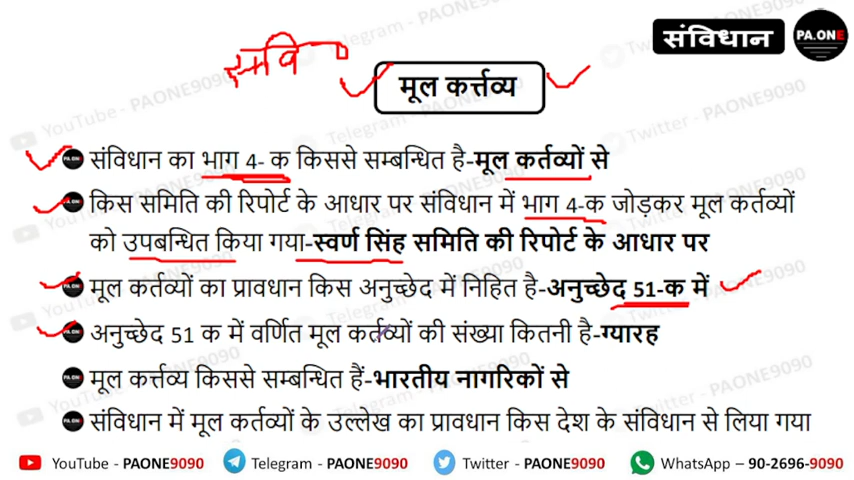 संविधान
PA.ONE
सवि
मूल कर्त्तव्य
संविधान का भाग 4- क किससे सम्बन्धित है-मूल कर्तव्यों से
किस समिति की रिपोर्ट के आधार पर संविधान में भाग 4-क जोड़कर मूल कर्तव्यों
को उपबन्धित किया गया-स्वर्ण सिंह समिति की रिपोर्ट के आधार पर
मूल कर्तव्यों का प्रावधान किस अनुच्छेद में निहित है-अनुच्छेद 51-क में
अनुच्छेद 51 क में वर्णित मूल कर्तव्यों की संख्या कितनी है-ग्यारह
मूल कर्त्तव्य किससे सम्बन्धित हैं-भारतीय नागरिकों से
संविधान में मूल कर्तव्यों के उल्लेख का प्रावधान किस देश के संविधान से लिया गया
YouTube - PAONE9090 Telegram - PAONE9090 Twitter - PAONE9090 WhatsApp – 90-2696-9090